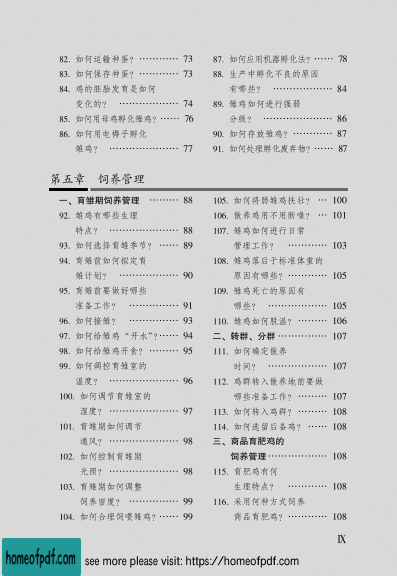 82. 如何运输种蛋? ………… 73
83. 如何保存种蛋? ………… 73
84. 鸡的胚胎发育是如何
变化的? ……………… 74
85. 如何用母鸡孵化雏鸡? …… 76
86. 如何用电褥子孵化
雏鸡? ………………… 77
87. 如何应用机器孵化法? …… 78
88. 生产中孵化不良的原因
有哪些? ……………… 84
89. 雏鸡如何进行强弱
分级? ………………… 86
90. 如何存放雏鸡? ………… 87
91. 如何处理孵化废弃物? …… 87
第五章 饲养管理
一、育雏期饲养管理 ……… 88
92. 雏鸡有哪些生理
特点? ………………… 88
93. 如何选择育雏季节? …… 89
94. 育雏前如何拟定育
雏计划? ……………… 90
95. 育雏前要做好哪些
准备工作? …………… 91
96. 如何接雏? …………… 93
97. 如何给雏鸡“开水”? …… 94
98. 如何给雏鸡开食? ……… 95
99. 如何调控育雏室的
温度? ………………… 96
100. 如何调节育雏室的
湿度? ………………… 97
101. 育雏期如何调节
通风? ………………… 98
102. 如何控制育雏期
光照? ………………… 98
103. 育雏期如何调整
饲养密度? …………… 99
104. 如何合理饲喂雏鸡? …… 99
105. 如何将弱雏鸡扶壮? … 100
106. 散养鸡用不用断喙? … 101
107. 雏鸡如何进行日常
管理工作? …………… 103
108. 雏鸡落后于标准体重的
原因有哪些? ………… 105
109. 雏鸡死亡的原因有
哪些? ………………… 105
110. 雏鸡如何脱温? ……… 106
二、转群、分群 …………… 107
111. 如何确定散养
时间? ………………… 107
112. 鸡群转入散养地前要做
哪些准备工作? ……… 107
113. 如何转入鸡群? ……… 108
114. 如何选留后备鸡? …… 108
三、商品育肥鸡的
饲养管理 ……………… 108
115. 育肥鸡有何
生理特点? …………… 108
116. 采用何种方式饲养
商品育肥鸡? ………… 108
Ⅸ
homeofpdf.com
see more please visit: https://homeofpdf.com